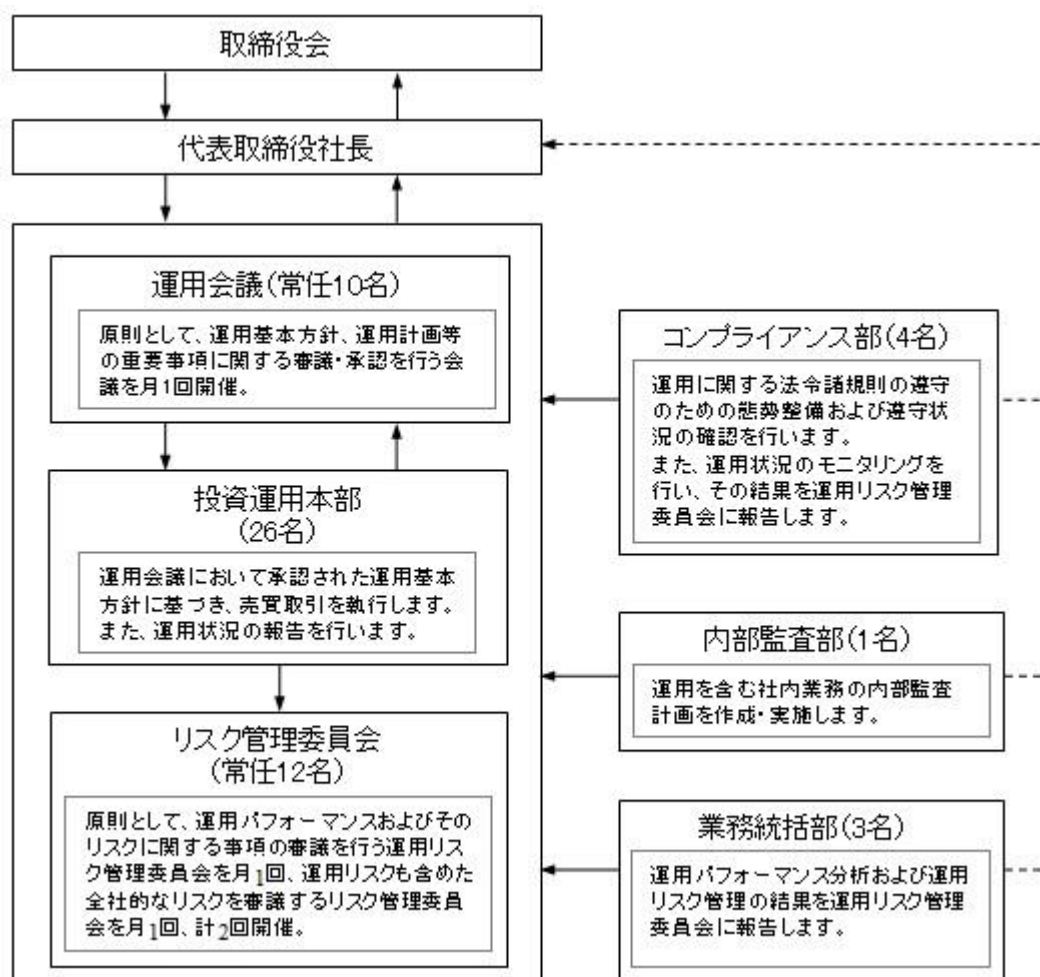 取締役会
代表取締役社長
運用会議(常任10名)
原則として、運用基本方針、運用計画等
の重要事項に関する審議・承認を行う会
議を月1回開催。
投資運用本部
(26名)
運用会議において承認された運用基本
方針に基づき、売買取引を執行します。
また、運用状況の報告を行います。
リスク管理委員会
(常任12名)
原則として、運用パフォーマンスおよびその
リスクに関する事項の審議を行う運用リス
ク管理委員会を月1回、運用リスクも含めた
全社的なリスクを審議するリスク管理委員
会を月1回、計2回開催。
コンプライアンス部(4名)
運用に関する法令諸規則の遵守
のための態勢整備および遵守状
況の確認を行います。
また、運用状況のモニタリングを
行い、その結果を運用リスク管理
委員会に報告します。
内部監査部(1名)
運用を含む社内業務の内部監査
計画を作成・実施します。
業務統括部(3名)
運用パフォーマンス分析および運用
リスク管理の結果を運用リスク管理
委員会に報告します。